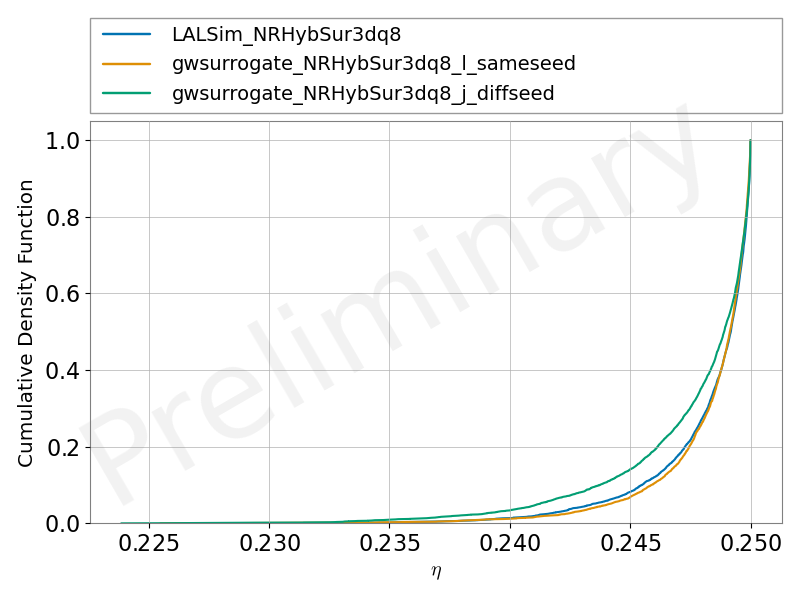 LALSim_NRHybSur3dq8
gwsurrogate_NRHybSur3dq8_l_sameseed
gwsurrogate_NRHybSur3dq8_j_diffseed
Preliminary
Cumulative Density Function
1.0
0.8
0.6
0.4
0.2
0.0
0.225 0.230 0.235 0.240 0.245 0.250
η